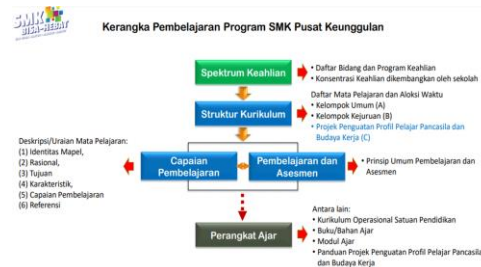 SMK
BISA-HEBAT
Kerangka Pembelajaran Program SMK Pusat Keunggulan
Spektrum Keahlian
• Daftar Bidang dan Program Keahlian
• Konsentrasi Keahlian dikembangkan oleh sekolah
Struktur Kurikulum
Daftar Mata Pelajaran dan Aloksi Waktu
• Kelompok Umum (A)
• Kelompok Kejuruan (B)
• Projek Penguatan Profil Pelajar Pancasila dan
Budaya Kerja (C)
Deskripsi/Uraian Mata Pelajaran:
(1) Identitas Mapel,
(2) Rasional,
(3) Tujuan
(4) Karakteristik,
(5) Capaian Pembelajaran
(6) Referensi
Capaian
Pembelajaran
Pembelajaran dan
Asesmen
• Prinsip Umum Pembelajaran dan
Asesmen
Perangkat Ajar
Antara lain:
• Kurikulum Operasional Satuan Pendidikan
• Buku/Bahan Ajar
• Modul Ajar
• Panduan Projek Penguatan Profil Pelajar Pancasila
dan Budaya Kerja